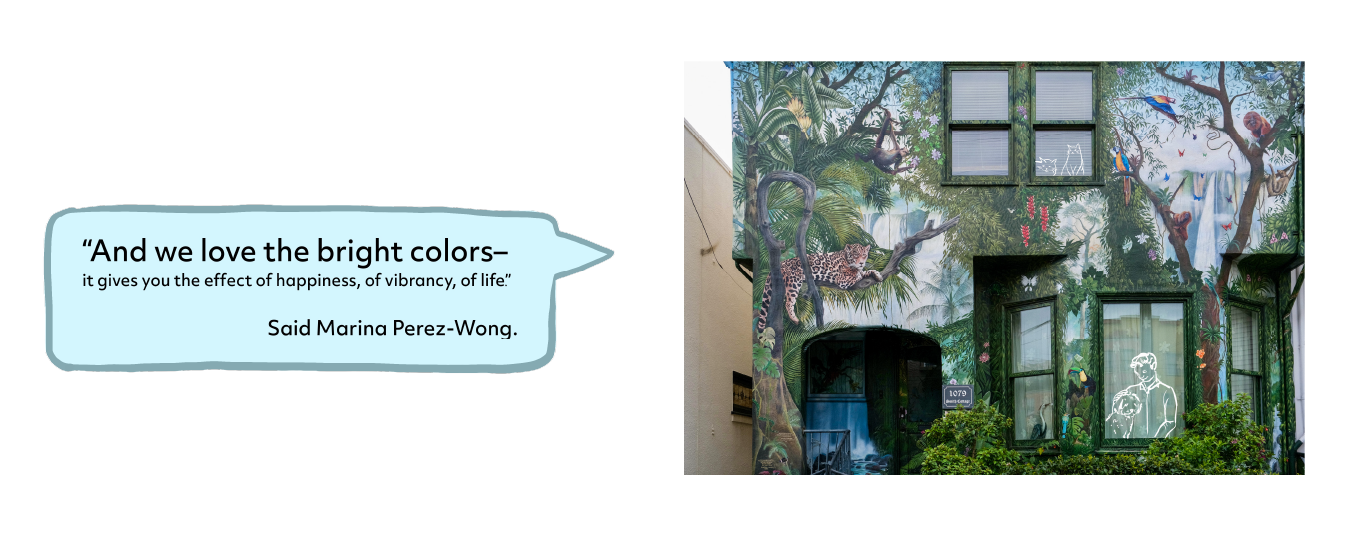 “And we love the bright colors–
it gives you the effect of happiness, of vibrancy, of life.”
Said Marina Perez-Wong.
1079